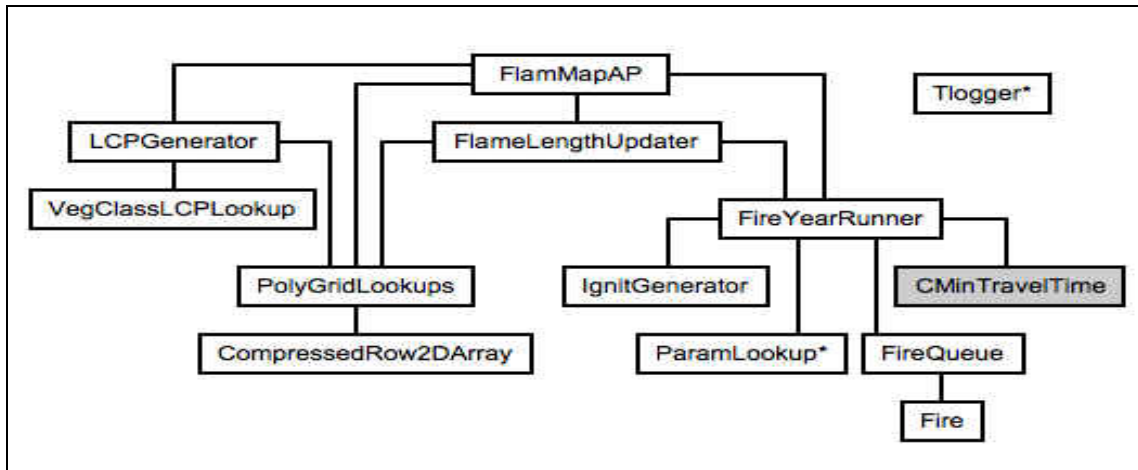 FlamMapAP
Tlogger*
LCPGenerator
FlameLengthUpdater
VegClassLCPLookup
FireYearRunner
PolyGridLookups
IgnitGenerator
CMinTravelTime
CompressedRow2DArray
ParamLookup*
FireQueue
Fire